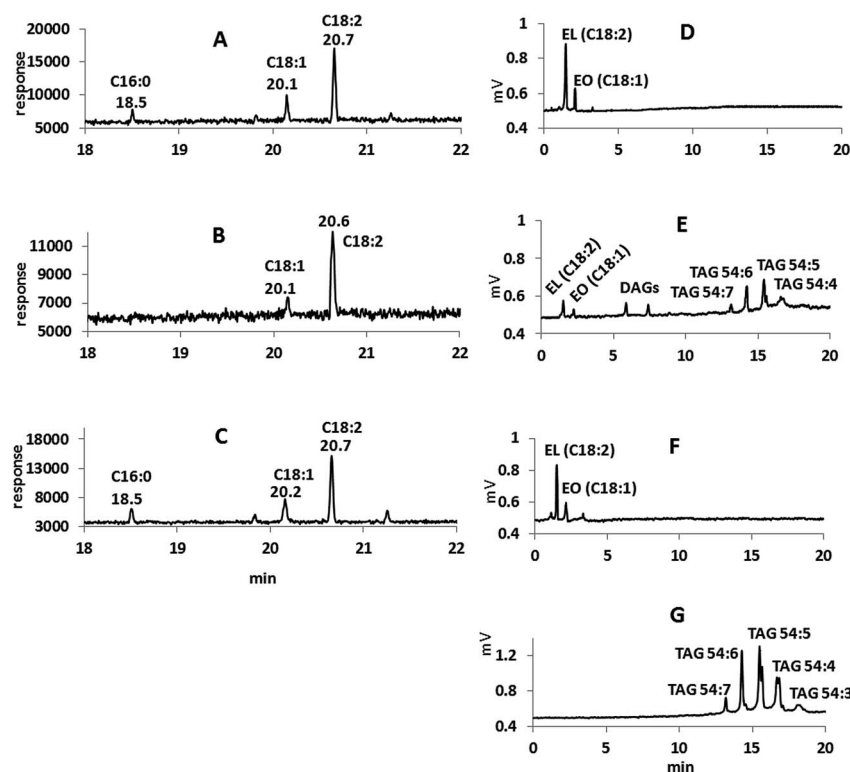 A
20000
15000
10000
5000
response
C16:0
18.5
C18:1
20.1
C18:2
20.7
18 19 20 21 22
B
11000
9000
7000
5000
response
C18:1
20.1
20.6
C18:2
18 19 20 21 22
C
18000
13000
8000
3000
response
C16:0
18.5
C18:1
20.2
C18:2
20.7
18 19 20 21 22
min
D
1
0.8
0.6
0.4
mV
EL (C18:2)
EO (C18:1)
0 5 10 15 20
E
1
0.8
0.6
0.4
mV
EL (C18:2)
EO (C18:1)
DAGs
TAG 54:7
TAG 54:6
TAG 54:5
TAG 54:4
0 5 10 15 20
F
1
0.8
0.6
0.4
mV
EL (C18:2)
EO (C18:1)
0 5 10 15 20
G
1.2
0.8
0.4
mV
TAG 54:7
TAG 54:6
TAG 54:5
TAG 54:4
TAG 54:3
0 5 10 15 20
min